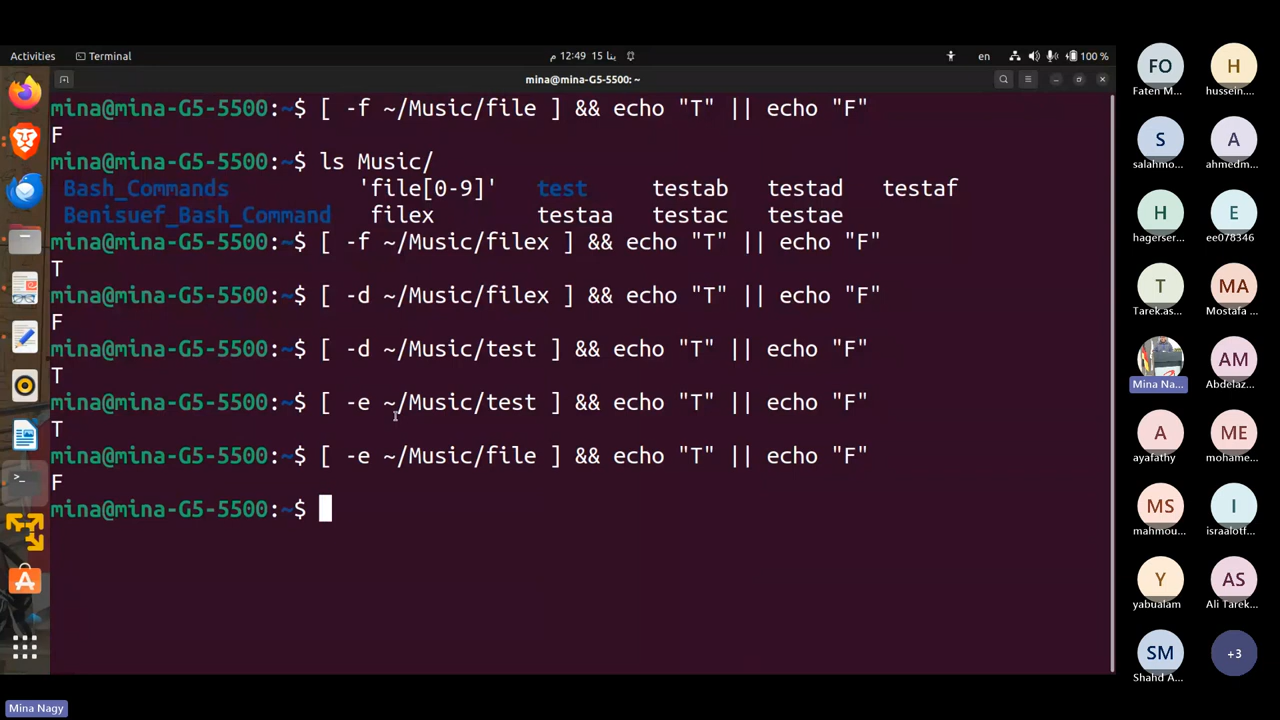 Activities
Terminal
م 12:49 15 ينا
en
100 %
mina@mina-G5-5500: ~
mina@mina-G5-5500:~$ [ -f ~/Music/file ] && echo "T" || echo "F"
F
mina@mina-G5-5500:~$ ls Music/
Bash_Commands 'file[0-9]' test testab testad testaf
Benisuef_Bash_Command filex testaa testac testae
mina@mina-G5-5500:~$ [ -f ~/Music/filex ] && echo "T" || echo "F"
T
mina@mina-G5-5500:~$ [ -d ~/Music/filex ] && echo "T" || echo "F"
F
mina@mina-G5-5500:~$ [ -d ~/Music/test ] && echo "T" || echo "F"
T
mina@mina-G5-5500:~$ [ -e ~/Music/test ] && echo "T" || echo "F"
T
mina@mina-G5-5500:~$ [ -e ~/Music/file ] && echo "T" || echo "F"
F
mina@mina-G5-5500:~$
>_
A
FO
Faten M...
H
hussein....
S
salahmo...
A
ahmedm...
H
hagerser...
E
ee078346
T
Tarek.as...
MA
Mostafa ...
Mina Na...
AM
Abdelaz...
A
ayafathy
ME
mohame...
MS
mahmou...
I
israalotf...
Y
yabualam
AS
Ali Tarek...
SM
Shahd A...
+3
Mina Nagy